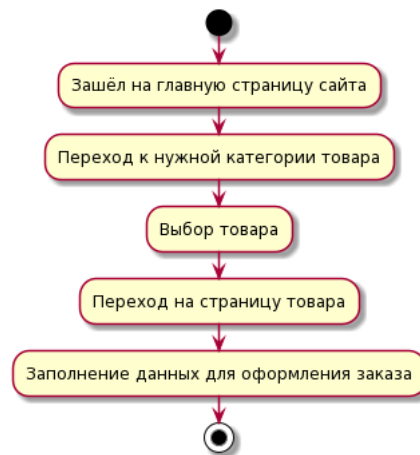 Зашёл на главную страницу сайта
Переход к нужной категории товара
Выбор товара
Переход на страницу товара
Заполнение данных для оформления заказа